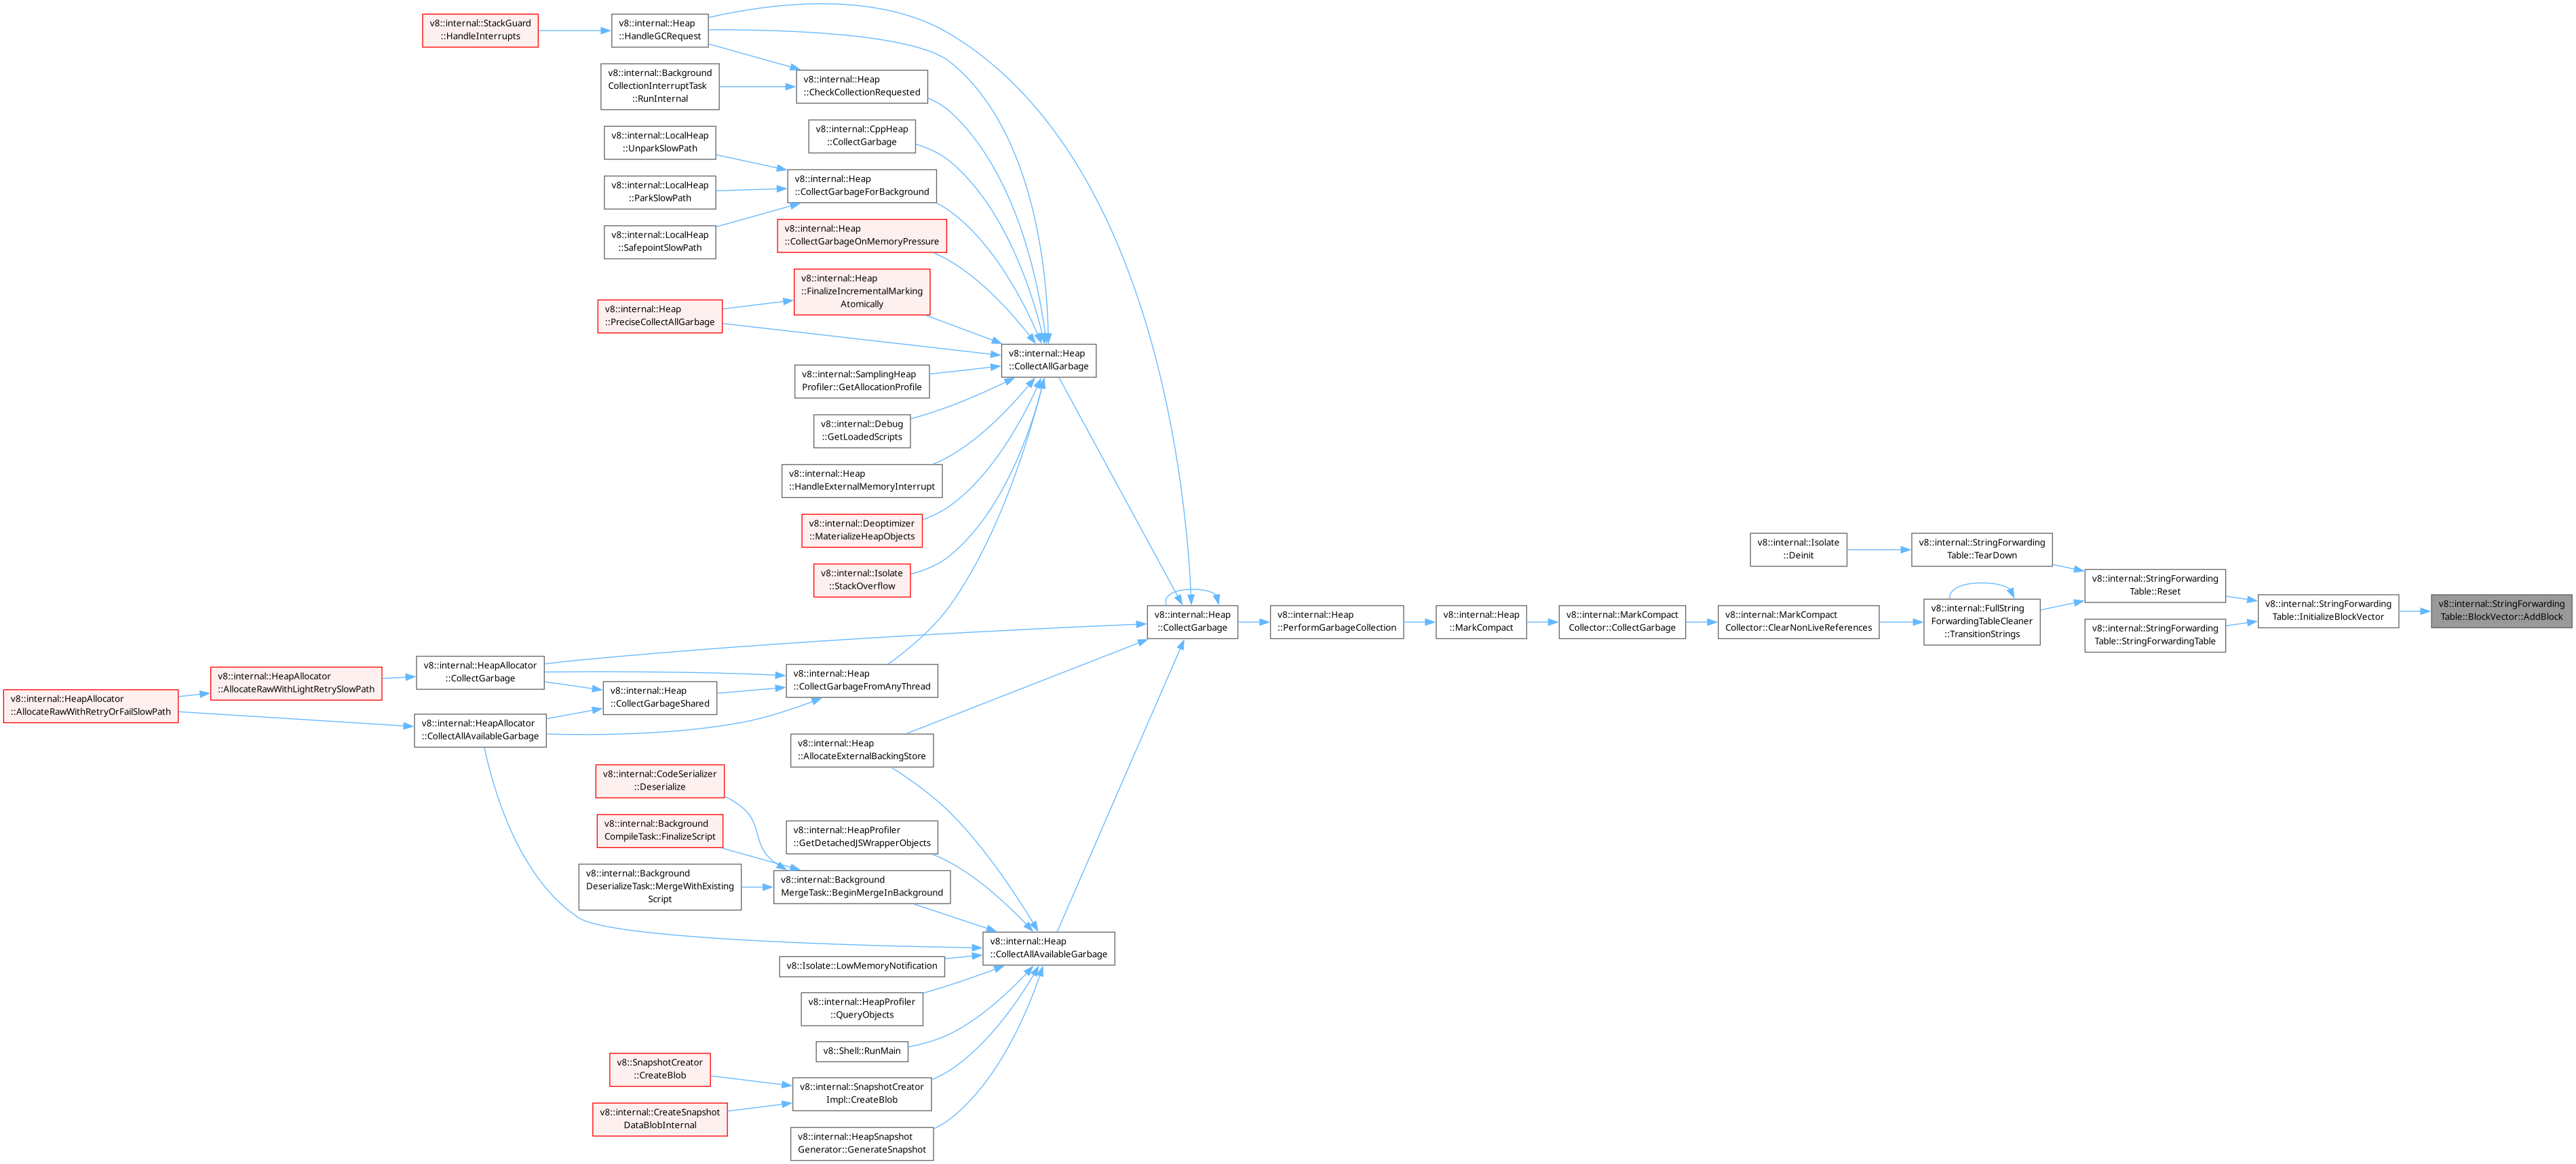 v8::internal::StackGuard
::HandleInterrupts
v8::internal::Heap
::HandleGCRequest
v8::internal::Background
CollectionInterruptTask
::RunInternal
v8::internal::Heap
::CheckCollectionRequested
v8::internal::CppHeap
::CollectGarbage
v8::internal::LocalHeap
::UnparkSlowPath
v8::internal::LocalHeap
::ParkSlowPath
v8::internal::Heap
::CollectGarbageForBackground
v8::internal::LocalHeap
::SafepointSlowPath
v8::internal::Heap
::CollectGarbageOnMemoryPressure
v8::internal::Heap
::FinalizeIncrementalMarking
Atomically
v8::internal::Heap
::PreciseCollectAllGarbage
v8::internal::Heap
::CollectAllGarbage
v8::internal::SamplingHeap
Profiler::GetAllocationProfile
v8::internal::Debug
::GetLoadedScripts
v8::internal::Heap
::HandleExternalMemoryInterrupt
v8::internal::Deoptimizer
::MaterializeHeapObjects
v8::internal::Isolate
::StackOverflow
v8::internal::Isolate
::Deinit
v8::internal::StringForwarding
Table::TearDown
v8::internal::StringForwarding
Table::Reset
v8::internal::Heap
::CollectGarbage
v8::internal::Heap
::PerformGarbageCollection
v8::internal::Heap
::MarkCompact
v8::internal::MarkCompact
Collector::CollectGarbage
v8::internal::MarkCompact
Collector::ClearNonLiveReferences
v8::internal::FullString
ForwardingTableCleaner
::TransitionStrings
v8::internal::StringForwarding
Table::InitializeBlockVector
v8::internal::StringForwarding
Table::BlockVector::AddBlock
v8::internal::StringForwarding
Table::StringForwardingTable
v8::internal::HeapAllocator
::AllocateRawWithRetryOrFailSlowPath
v8::internal::HeapAllocator
::AllocateRawWithLightRetrySlowPath
v8::internal::HeapAllocator
::CollectGarbage
v8::internal::Heap
::CollectGarbageShared
v8::internal::Heap
::CollectGarbageFromAnyThread
v8::internal::HeapAllocator
::CollectAllAvailableGarbage
v8::internal::Heap
::AllocateExternalBackingStore
v8::internal::CodeSerializer
::Deserialize
v8::internal::Background
CompileTask::FinalizeScript
v8::internal::HeapProfiler
::GetDetachedJSWrapperObjects
v8::internal::Background
DeserializeTask::MergeWithExisting
Script
v8::internal::Background
MergeTask::BeginMergeInBackground
v8::internal::Heap
::CollectAllAvailableGarbage
v8::Isolate::LowMemoryNotification
v8::internal::HeapProfiler
::QueryObjects
v8::Shell::RunMain
v8::SnapshotCreator
::CreateBlob
v8::internal::SnapshotCreator
Impl::CreateBlob
v8::internal::CreateSnapshot
DataBlobInternal
v8::internal::HeapSnapshot
Generator::GenerateSnapshot